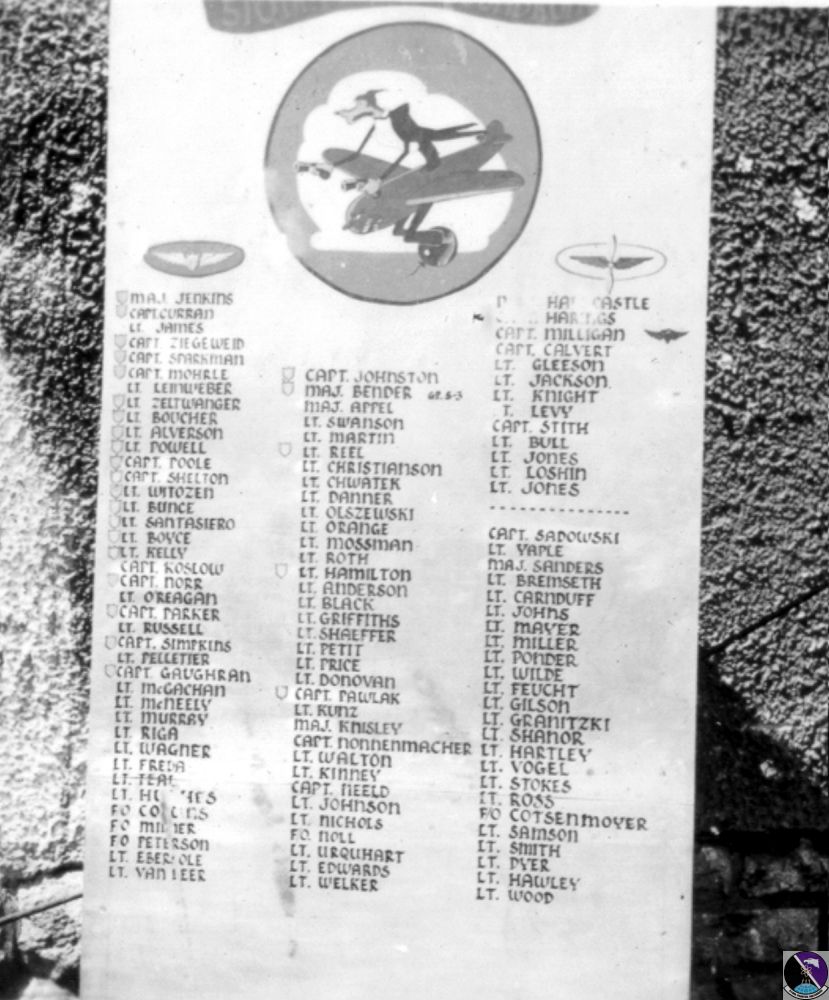 MAJ. JENKINS
CAPT. CURRAN
LT. JAMES
CAPT. ZIEGEWEID
CAPT. SPARKMAN
CAPT. MOHRLE
LT. LEINWEBER
LT. ZELTWANGER
LT. BOUCHER
LT. ALVERSON
LT. POWELL
CAPT. POOLE
CAPT. SHELTON
LT. WITOZEN
LT. BUNCE
LT. SANTASIERO
LT. BOYCE
LT. KELLY
CAPT. KOSLOW
CAPT. NORR
LT. O'REAGAN
CAPT. PARKER
LT. RUSSELL
CAPT. SIMPKINS
LT. PELLETIER
CAPT. GAUGHRAN
LT. McGACHAN
LT. McNEELY
LT. MURRAY
LT. RIGA
LT. WAGNER
LT. FREDA
LT.
LT.
FO
FO
FO PETERSON
LT.
LT.
CAPT. JOHNSTON
MAJ. BENDER GP. S-3
MAJ. APPEL
LT. SWANSON
LT. MARTIN
LT. REEL
LT. CHRISTIANSON
LT. CHWATEK
LT. DANNER
LT. OLSZEWSKI
LT. ORANGE
LT. MOSSMAN
LT. ROTH
LT. HAMILTON
LT. ANDERSON
LT. BLACK
LT. GRIFFITHS
LT. SHAEFFER
LT. PETIT
LT. PRICE
LT. DONOVAN
CAPT. PAWLAK
LT. KUNZ
MAJ. KNISLEY
CAPT. NONNENMACHER
LT. WALTON
LT. KINNEY
CAPT. NEELD
LT. JOHNSON
LT. NICHOLS
FO. NOLL
LT. URQUHART
LT. EDWARDS
LT. WELKER
CASTLE
CAPT. MILLIGAN
CAPT. CALVERT
LT. GLEESON
LT. JACKSON
LT. KNIGHT
LEVY
CAPT. STITH
LT. BULL
LT. JONES
LT. LOSHIN
LT. JONES
CAPT. SADOWSKI
LT. YAPLE
MAJ. SANDERS
LT. BREMSETH
LT. CARNDUFF
LT. JOHNS
LT. MAYER
LT. MILLER
LT. PONDER
LT. WILDE
LT. FEUCHT
LT. GILSON
LT. GRANITZKI
LT. SHANOR
LT. HARTLEY
LT. VOGEL
LT. STOKES
LT. ROSS
F/O COTSENMOYER
LT. SAMSON
LT. SMITH
LT. DYER
LT. HAWLEY
LT. WOOD